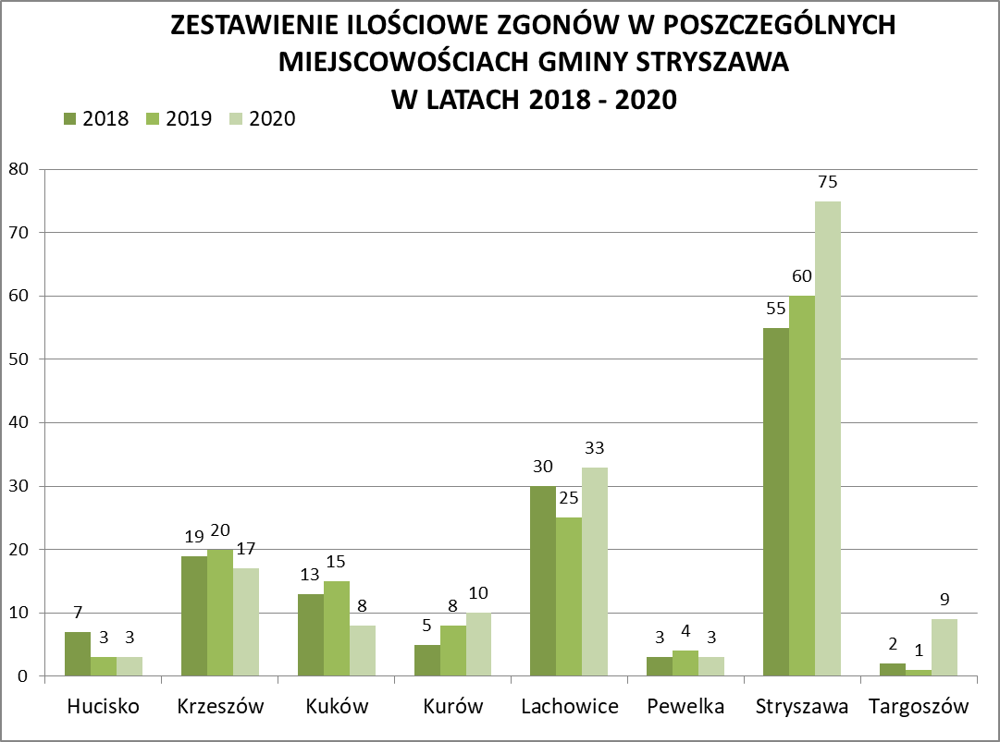 ZESTAWIENIE ILOŚCIOWE ZGONÓW W POSZCZEGÓLNYCH
MIEJSCOWOŚCIACH GMINY STRYSZAWA
W LATACH 2018 - 2020
2018 2019 2020
80
70
60
50
40
30
20
10
0
7 3 3
19 20 17
13 15 8
5 8 10
30 25 33
3 4 3
55 60 75
2 1 9
Hucisko Krzeszów Kuków Kurów Lachowice Pewelka Stryszawa Targoszów